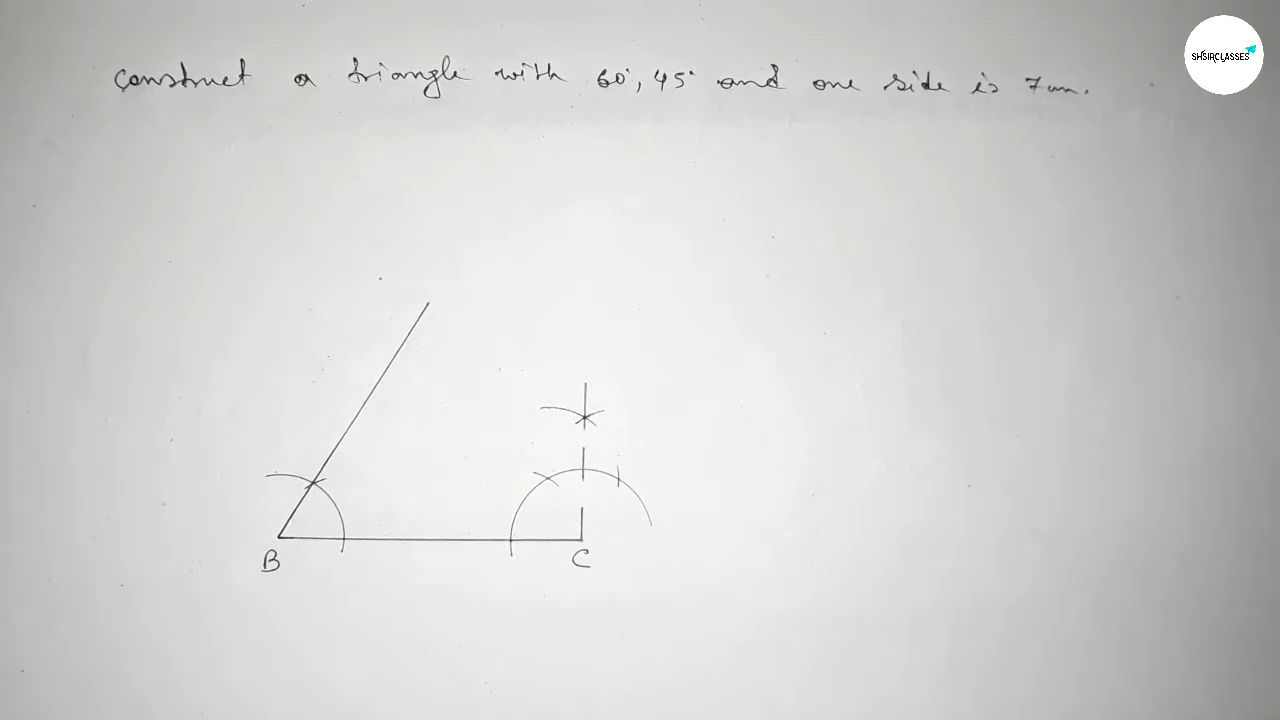 construct a triangle with 60°, 45° and one side is 7cm.
SHSIRCLASSES
B
C